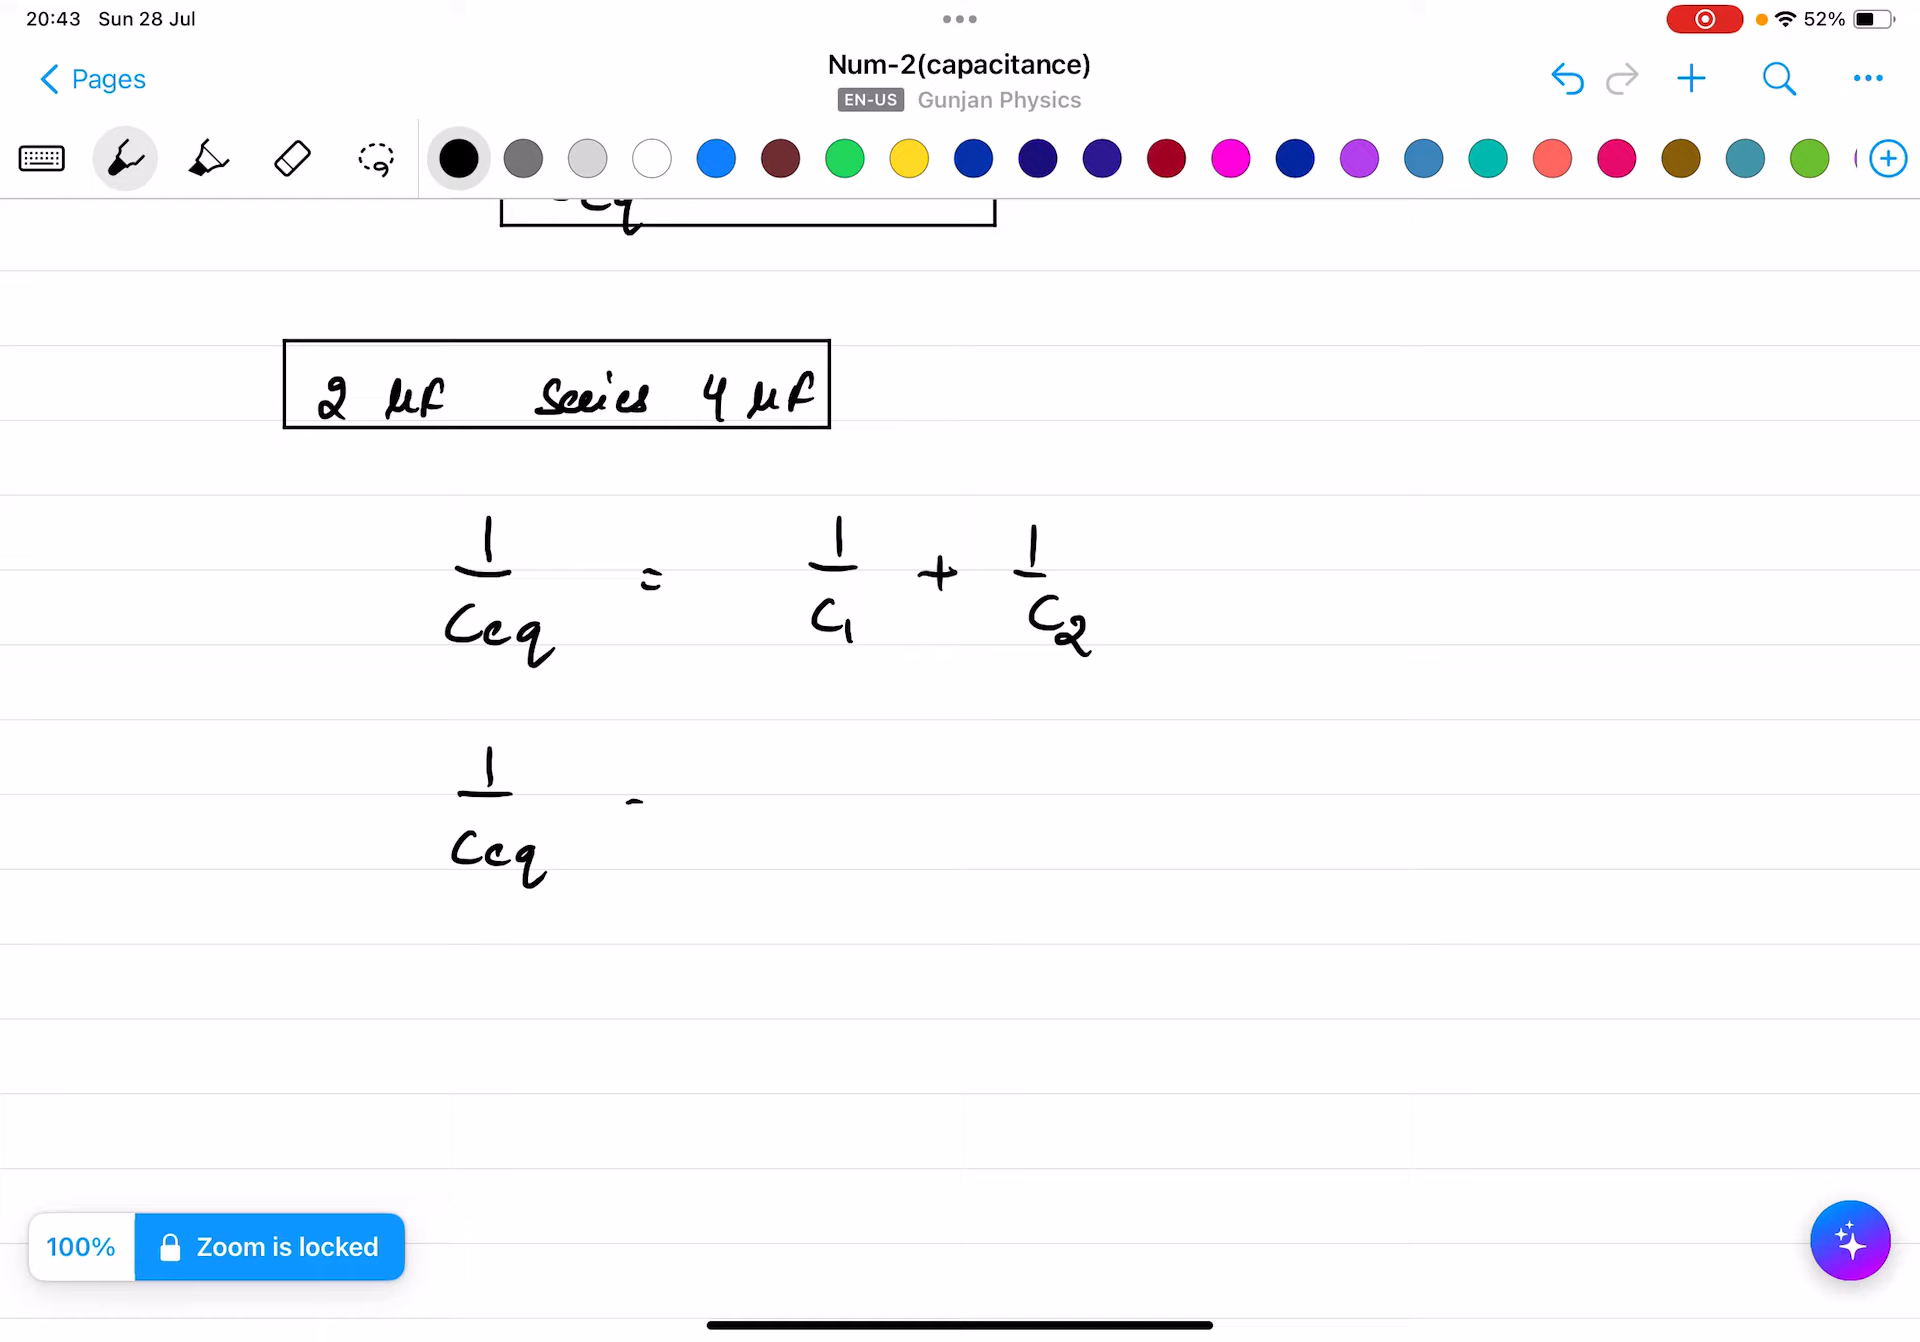 20:43 Sun 28 Jul
52%
Pages
Num-2(capacitance)
EN-US Gunjan Physics
2 μf series 4 μf
1/Ceq = 1/C1 + 1/C2
1/Ceq -
100% Zoom is locked